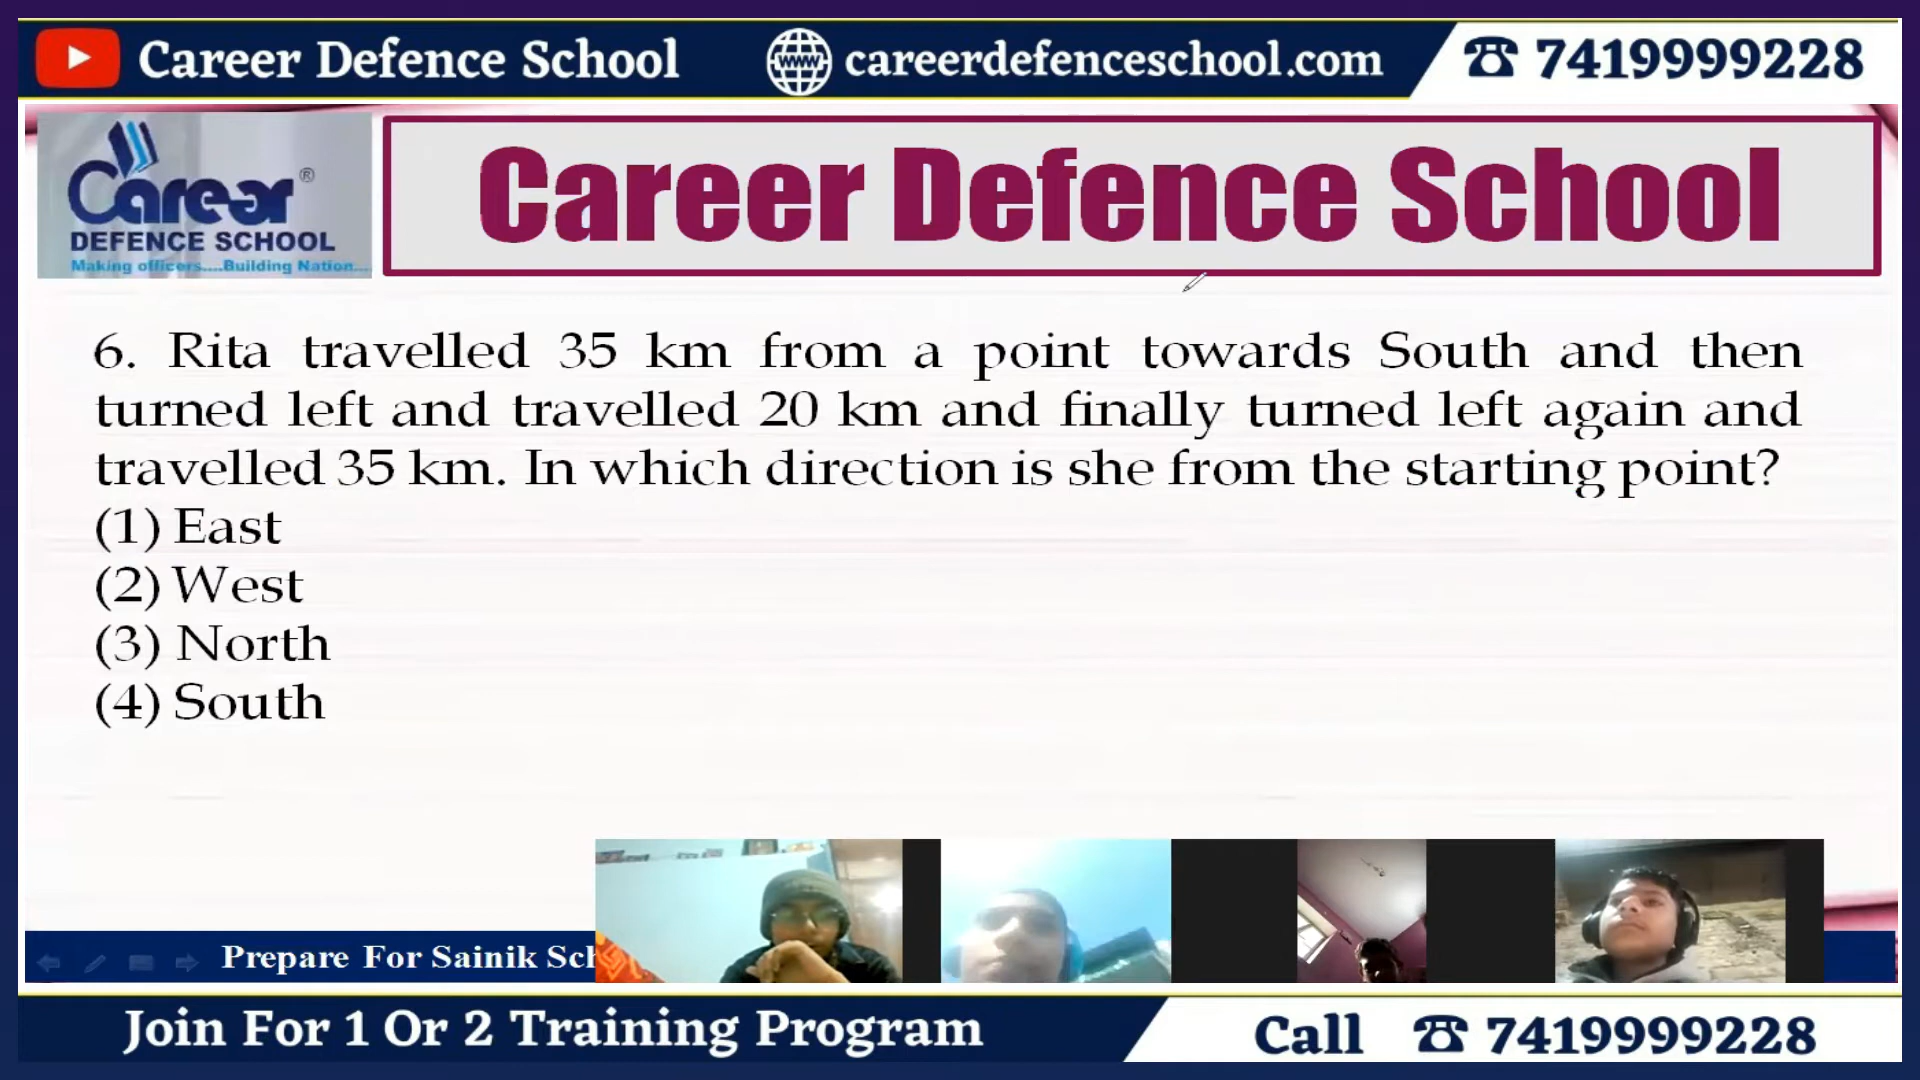 Career Defence School
www
careerdefenceschool.com
7419999228
Career®
DEFENCE SCHOOL
Making officers....Building Nation....
Career Defence School
6. Rita travelled 35 km from a point towards South and then
turned left and travelled 20 km and finally turned left again and
travelled 35 km. In which direction is she from the starting point?
(1) East
(2) West
(3) North
(4) South
Prepare For Sainik Sch
Join For 1 Or 2 Training Program
Call 7419999228